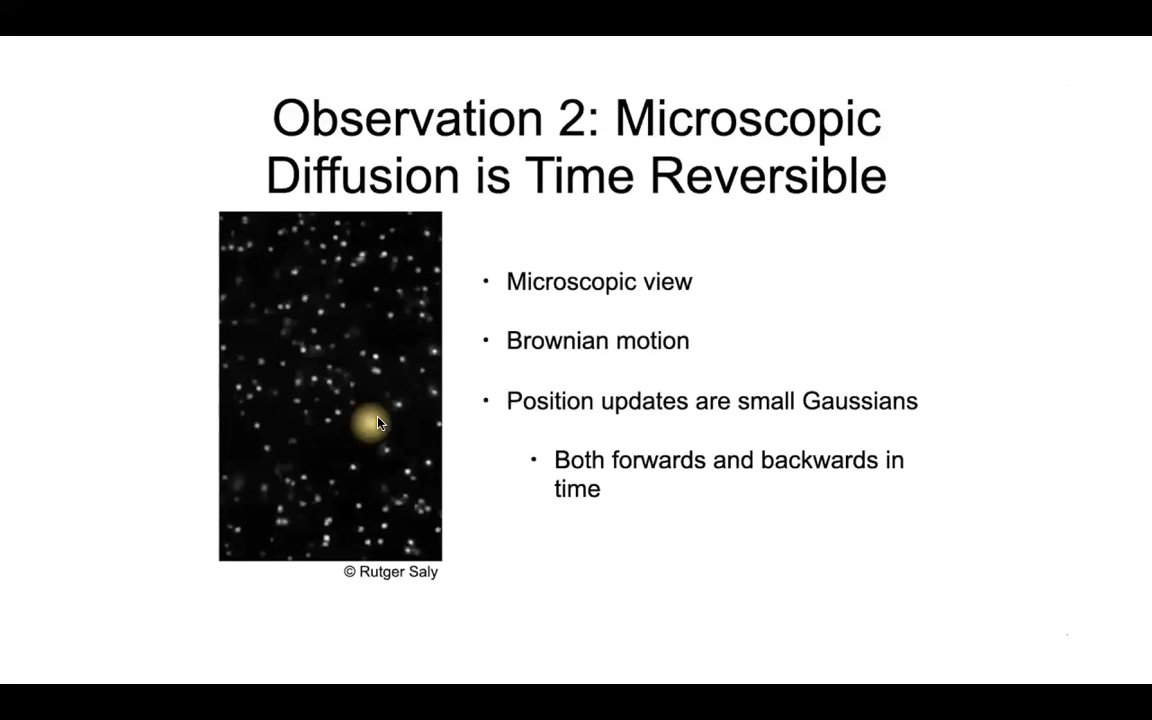 Observation 2: Microscopic
Diffusion is Time Reversible
• Microscopic view
• Brownian motion
• Position updates are small Gaussians
• Both forwards and backwards in
time
© Rutger Saly